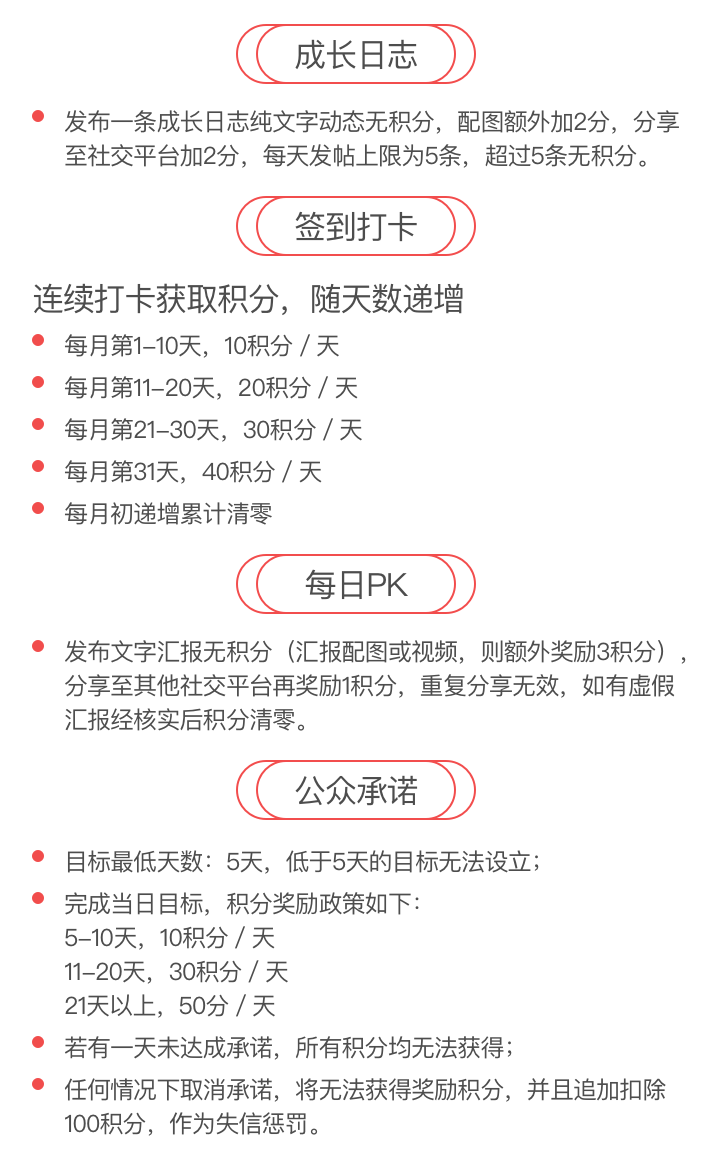 成长日志
发布一条成长日志纯文字动态无积分，配图额外加2分，分享
至社交平台加2分，每天发帖上限为5条，超过5条无积分。
签到打卡
连续打卡获取积分，随天数递增
每月第1–10天，10积分 / 天
每月第11–20天，20积分 / 天
每月第21–30天，30积分 / 天
每月第31天，40积分 / 天
每月初递增累计清零
每日PK
发布文字汇报无积分（汇报配图或视频，则额外奖励3积分），
分享至其他社交平台再奖励1积分，重复分享无效，如有虚假
汇报经核实后积分清零。
公众承诺
目标最低天数：5天，低于5天的目标无法设立；
完成当日目标，积分奖励政策如下：
5–10天，10积分 / 天
11–20天，30积分 / 天
21天以上，50分 / 天
若有一天未达成承诺，所有积分均无法获得；
任何情况下取消承诺，将无法获得奖励积分，并且追加扣除
100积分，作为失信惩罚。